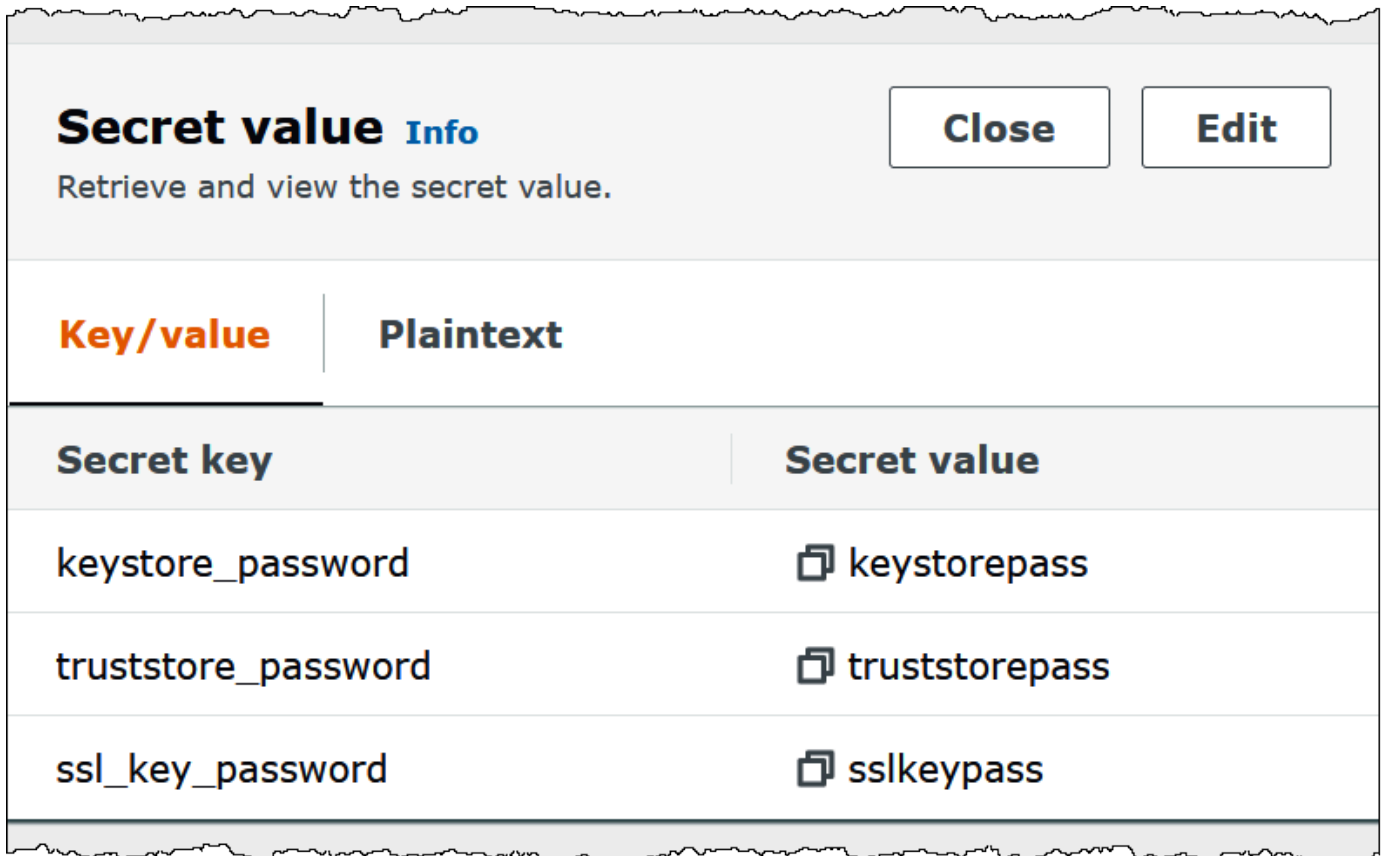 Secret value Info
Close
Edit
Retrieve and view the secret value.
Key/value
Plaintext
Secret key
Secret value
keystore_password
keystorepass
truststore_password
truststorepass
ssl_key_password
sslkeypass